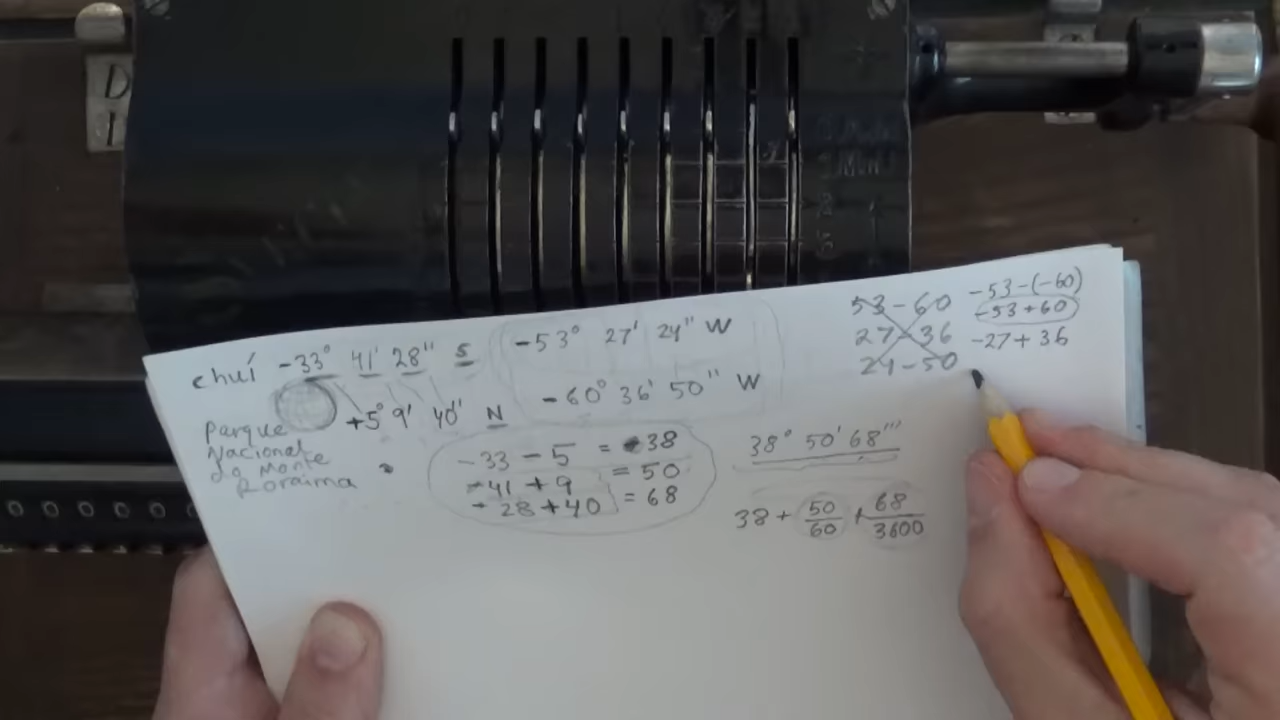 D
I
chuí -33° 41' 28" S
-53° 27' 24" W
+5° 9' 40" N
-60° 36' 50" W
Parque
Nacional
do Monte
Roraima
-33 - 5 = 38
-41 + 9 = 50
- 28 + 40 = 68
53 - 60
27 - 36
24 - 50
-53-(-60)
-53 + 60
-27 + 36
38° 50' 68'''
38 + 50/60 + 68/3600